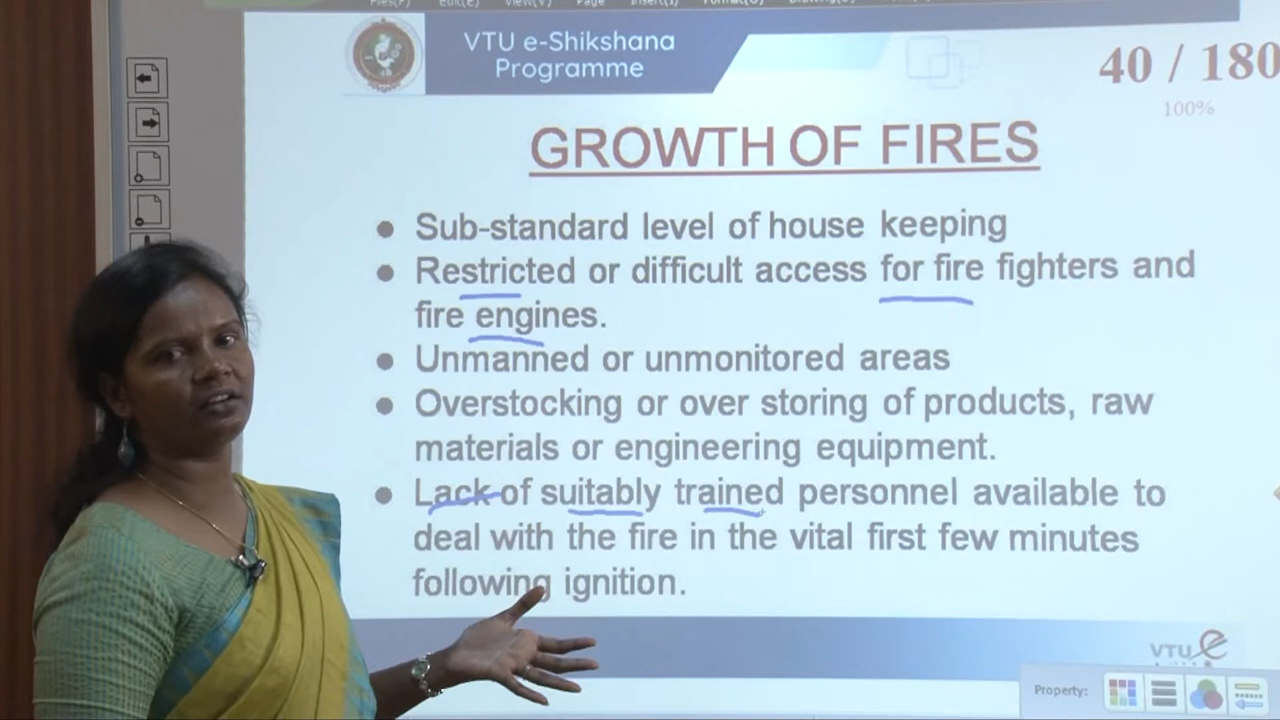 VTU e-Shikshana
Programme
40 / 180
100%
GROWTH OF FIRES
• Sub-standard level of house keeping
• Restricted or difficult access for fire fighters and
fire engines.
• Unmanned or unmonitored areas
• Overstocking or over storing of products, raw
materials or engineering equipment.
• Lack of suitably trained personnel available to
deal with the fire in the vital first few minutes
following ignition.
VTU e
Property: